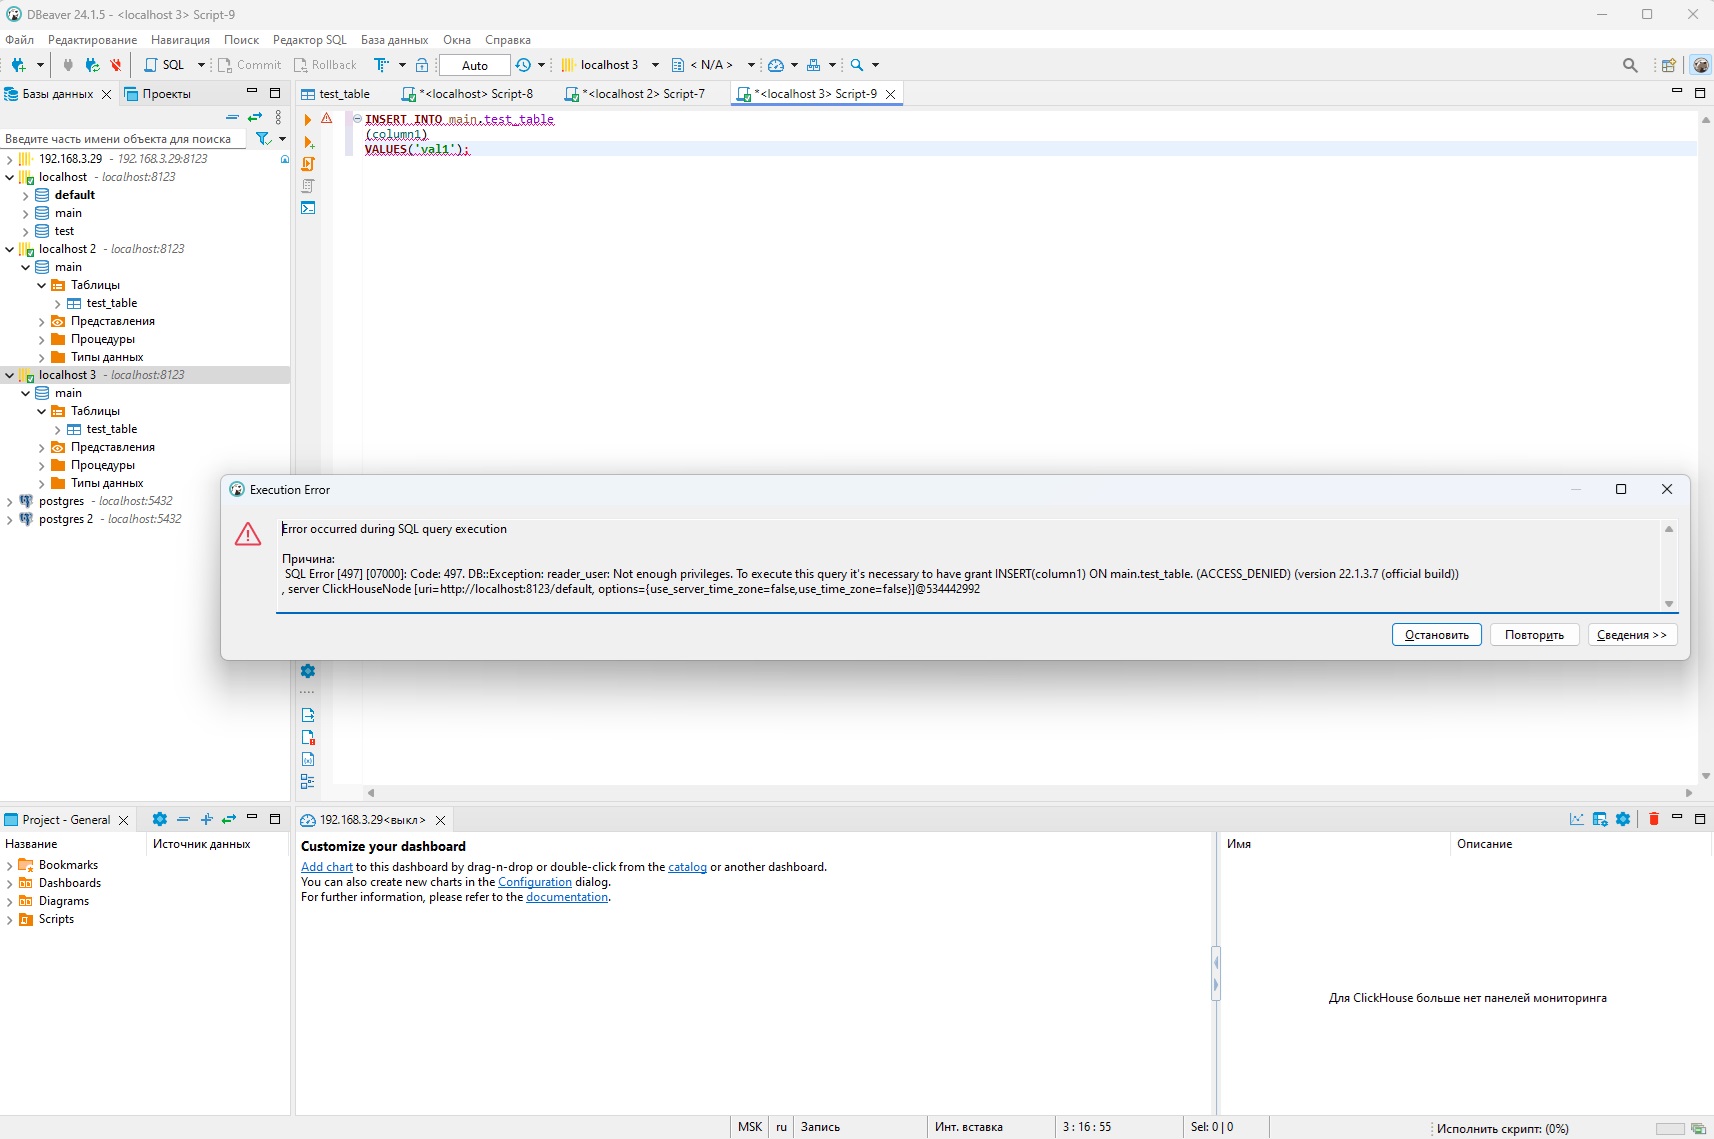 DBeaver 24.1.5 - <localhost 3> Script-9
Файл Редактирование Навигация Поиск Редактор SQL База данных Окна Справка
SQL Commit Rollback Auto localhost 3 < N/A >
Базы данных Проекты
Введите часть имени объекта для поиска
192.168.3.29 - 192.168.3.29:8123
localhost - localhost:8123
default
main
test
localhost 2 - localhost:8123
main
Таблицы
test_table
Представления
Процедуры
Типы данных
localhost 3 - localhost:8123
main
Таблицы
test_table
Представления
Процедуры
Типы данных
postgres - localhost:5432
postgres 2 - localhost:5432
test_table *<localhost> Script-8 *<localhost 2> Script-7 *<localhost 3> Script-9
INSERT INTO main.test_table
(column1)
VALUES('val1');
Execution Error
Error occurred during SQL query execution
Причина:
SQL Error [497] [07000]: Code: 497. DB::Exception: reader_user: Not enough privileges. To execute this query it's necessary to have grant INSERT(column1) ON main.test_table. (ACCESS_DENIED) (version 22.1.3.7 (official build))
, server ClickHouseNode [uri=http://localhost:8123/default, options={use_server_time_zone=false,use_time_zone=false}]@534442992
Остановить Повторить Сведения >>
Project - General
Название Источник данных
Bookmarks
Dashboards
Diagrams
Scripts
192.168.3.29<выкл>
Customize your dashboard
Add chart to this dashboard by drag-n-drop or double-click from the catalog or another dashboard.
You can also create new charts in the Configuration dialog.
For further information, please refer to the documentation.
Имя Описание
Для ClickHouse больше нет панелей мониторинга
MSK ru Запись Инт. вставка 3 : 16 : 55 Sel: 0 | 0 Исполнить скрипт: (0%)